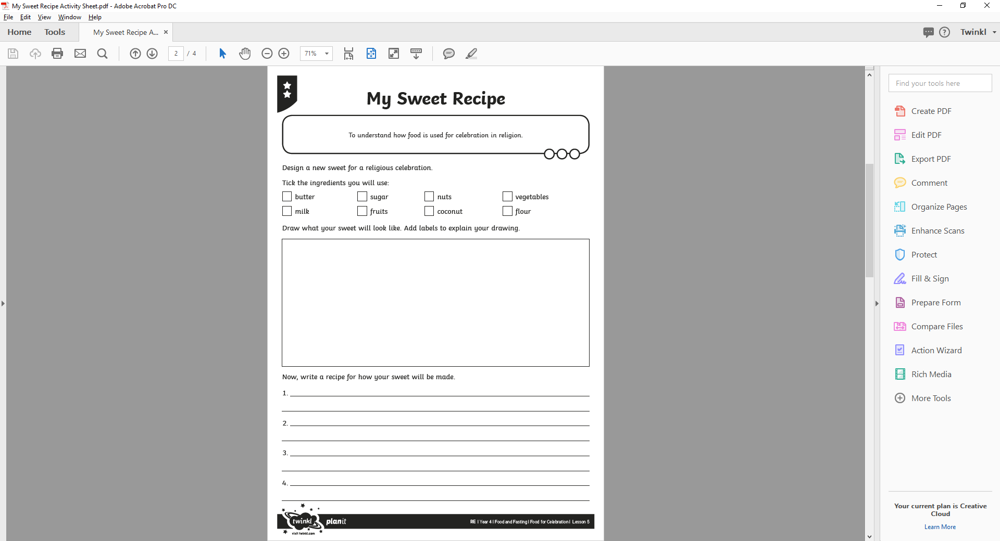 My Sweet Recipe Activity Sheet.pdf - Adobe Acrobat Pro DC
File Edit View Window Help
Home Tools My Sweet Recipe A... × Twinkl
2 / 4 71%
My Sweet Recipe
To understand how food is used for celebration in religion.
Design a new sweet for a religious celebration.
Tick the ingredients you will use:
butter sugar nuts vegetables
milk fruits coconut flour
Draw what your sweet will look like. Add labels to explain your drawing.
Now, write a recipe for how your sweet will be made.
1.
2.
3.
4.
twinkl planit RE | Year 4 | Food and Fasting | Food for Celebration | Lesson 5
visit twinkl.com
Find your tools here
Create PDF
Edit PDF
Export PDF
Comment
Organize Pages
Enhance Scans
Protect
Fill & Sign
Prepare Form
Compare Files
Action Wizard
Rich Media
More Tools
Your current plan is Creative
Cloud
Learn More